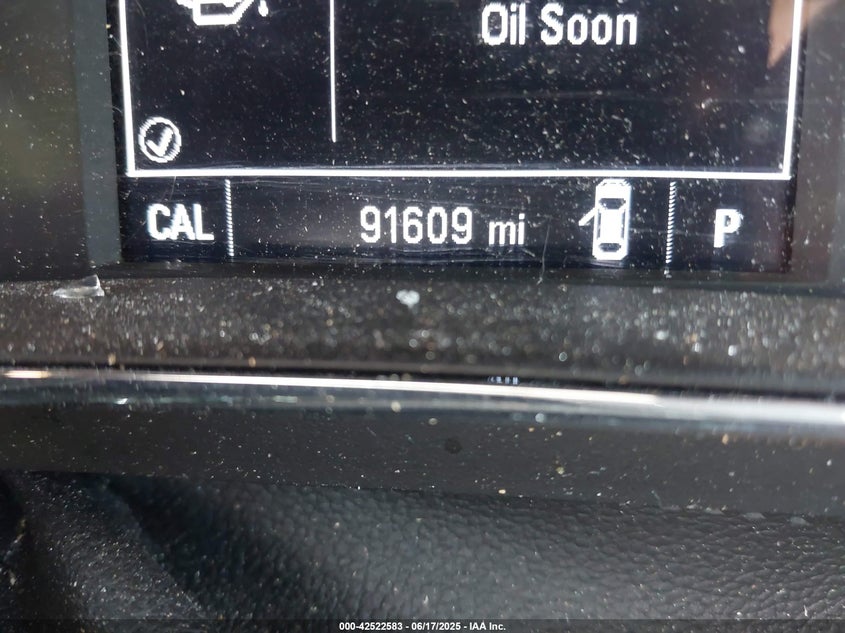 Oil Soon
CAL 91609 mi P
000-42522583 - 06/17/2025 - IAA Inc.